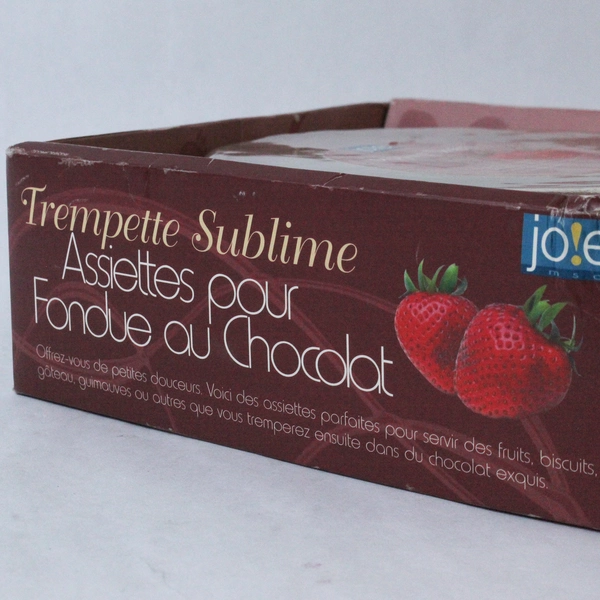 Trempette Sublime
Assiettes pour
Fondue au Chocolat
Offrez-vous de petites douceurs. Voici des assiettes parfaites pour servir des fruits, biscuits,
gâteau, guimauves ou autres que vous tremperez ensuite dans du chocolat exquis.
jo!e
msc